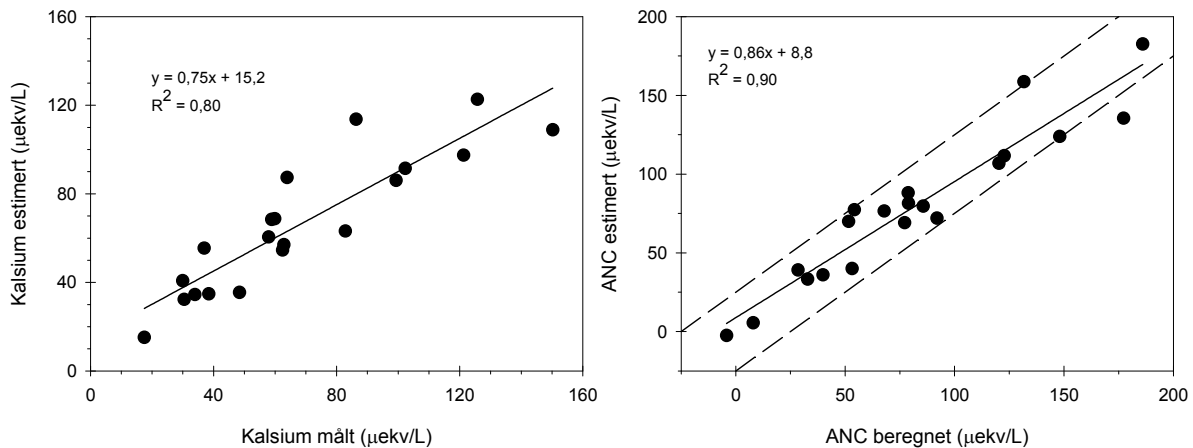 160
120
80
40
0
Kalsium estimert (µekv/L)
y = 0,75x + 15,2
R2 = 0,80
0 40 80 120 160
Kalsium målt (µekv/L)
200
150
100
50
0
ANC estimert (µekv/L)
y = 0,86x + 8,8
R2 = 0,90
0 50 100 150 200
ANC beregnet (µekv/L)